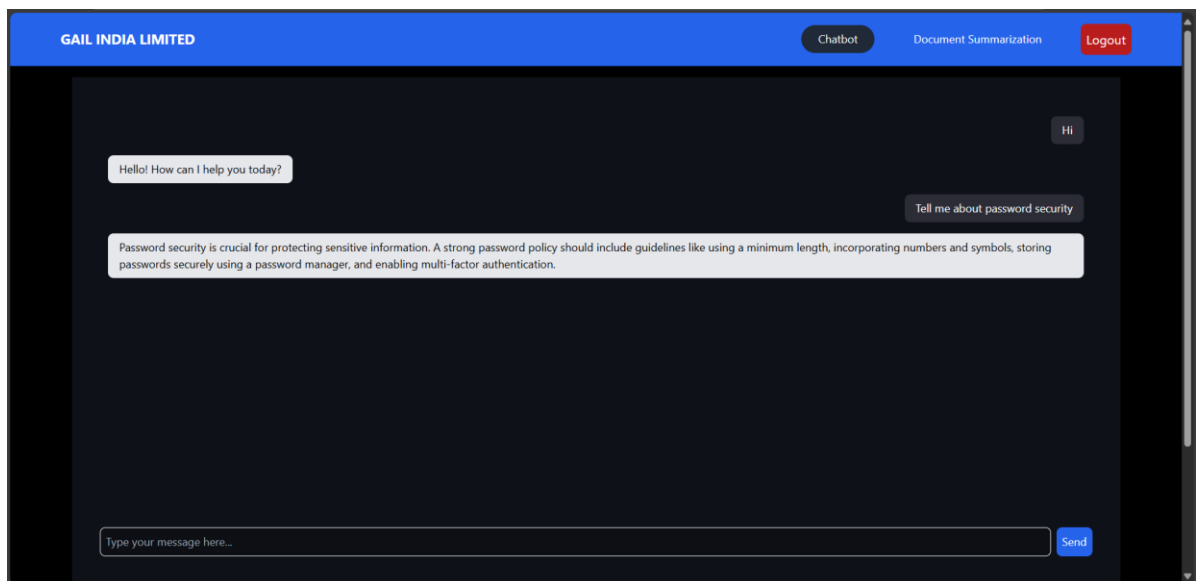 GAIL INDIA LIMITED
Chatbot
Document Summarization
Logout
Hi
Hello! How can I help you today?
Tell me about password security
Password security is crucial for protecting sensitive information. A strong password policy should include guidelines like using a minimum length, incorporating numbers and symbols, storing
passwords securely using a password manager, and enabling multi-factor authentication.
Type your message here...
Send